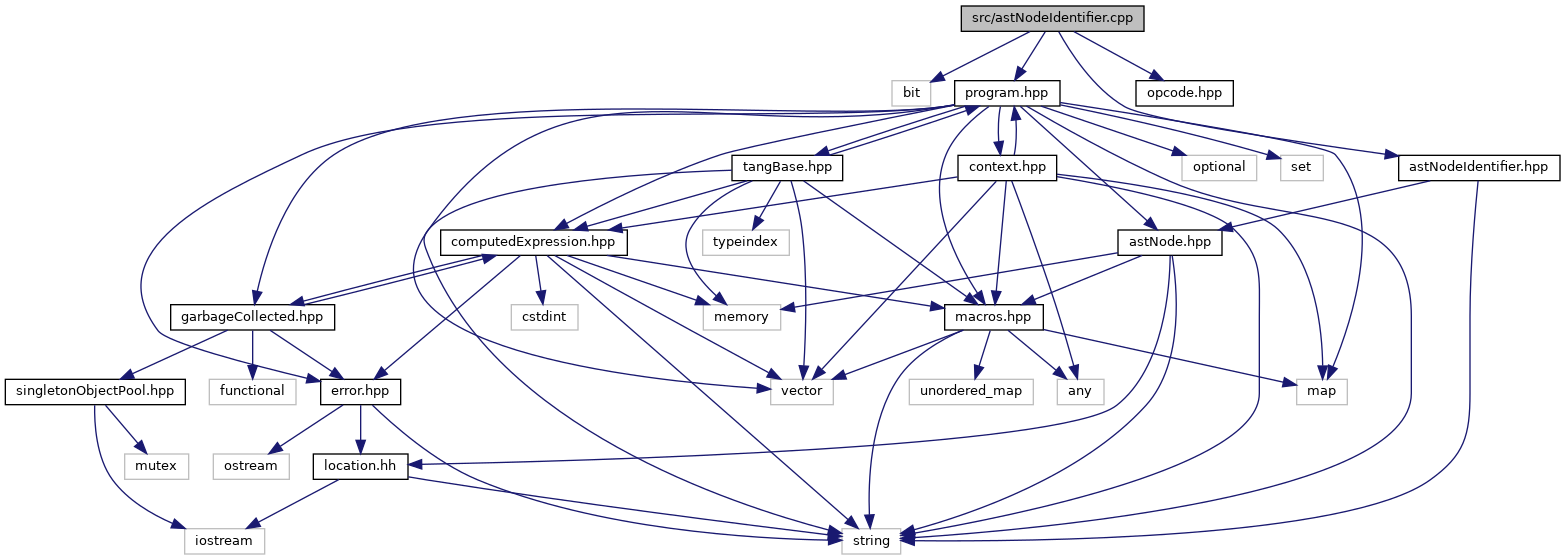 src/astNodeIdentifier.cpp
bit
program.hpp
opcode.hpp
tangBase.hpp
context.hpp
optional
set
astNodeIdentifier.hpp
computedExpression.hpp
typeindex
astNode.hpp
garbageCollected.hpp
cstdint
memory
macros.hpp
singletonObjectPool.hpp
functional
error.hpp
vector
unordered_map
any
map
mutex
ostream
location.hh
iostream
string